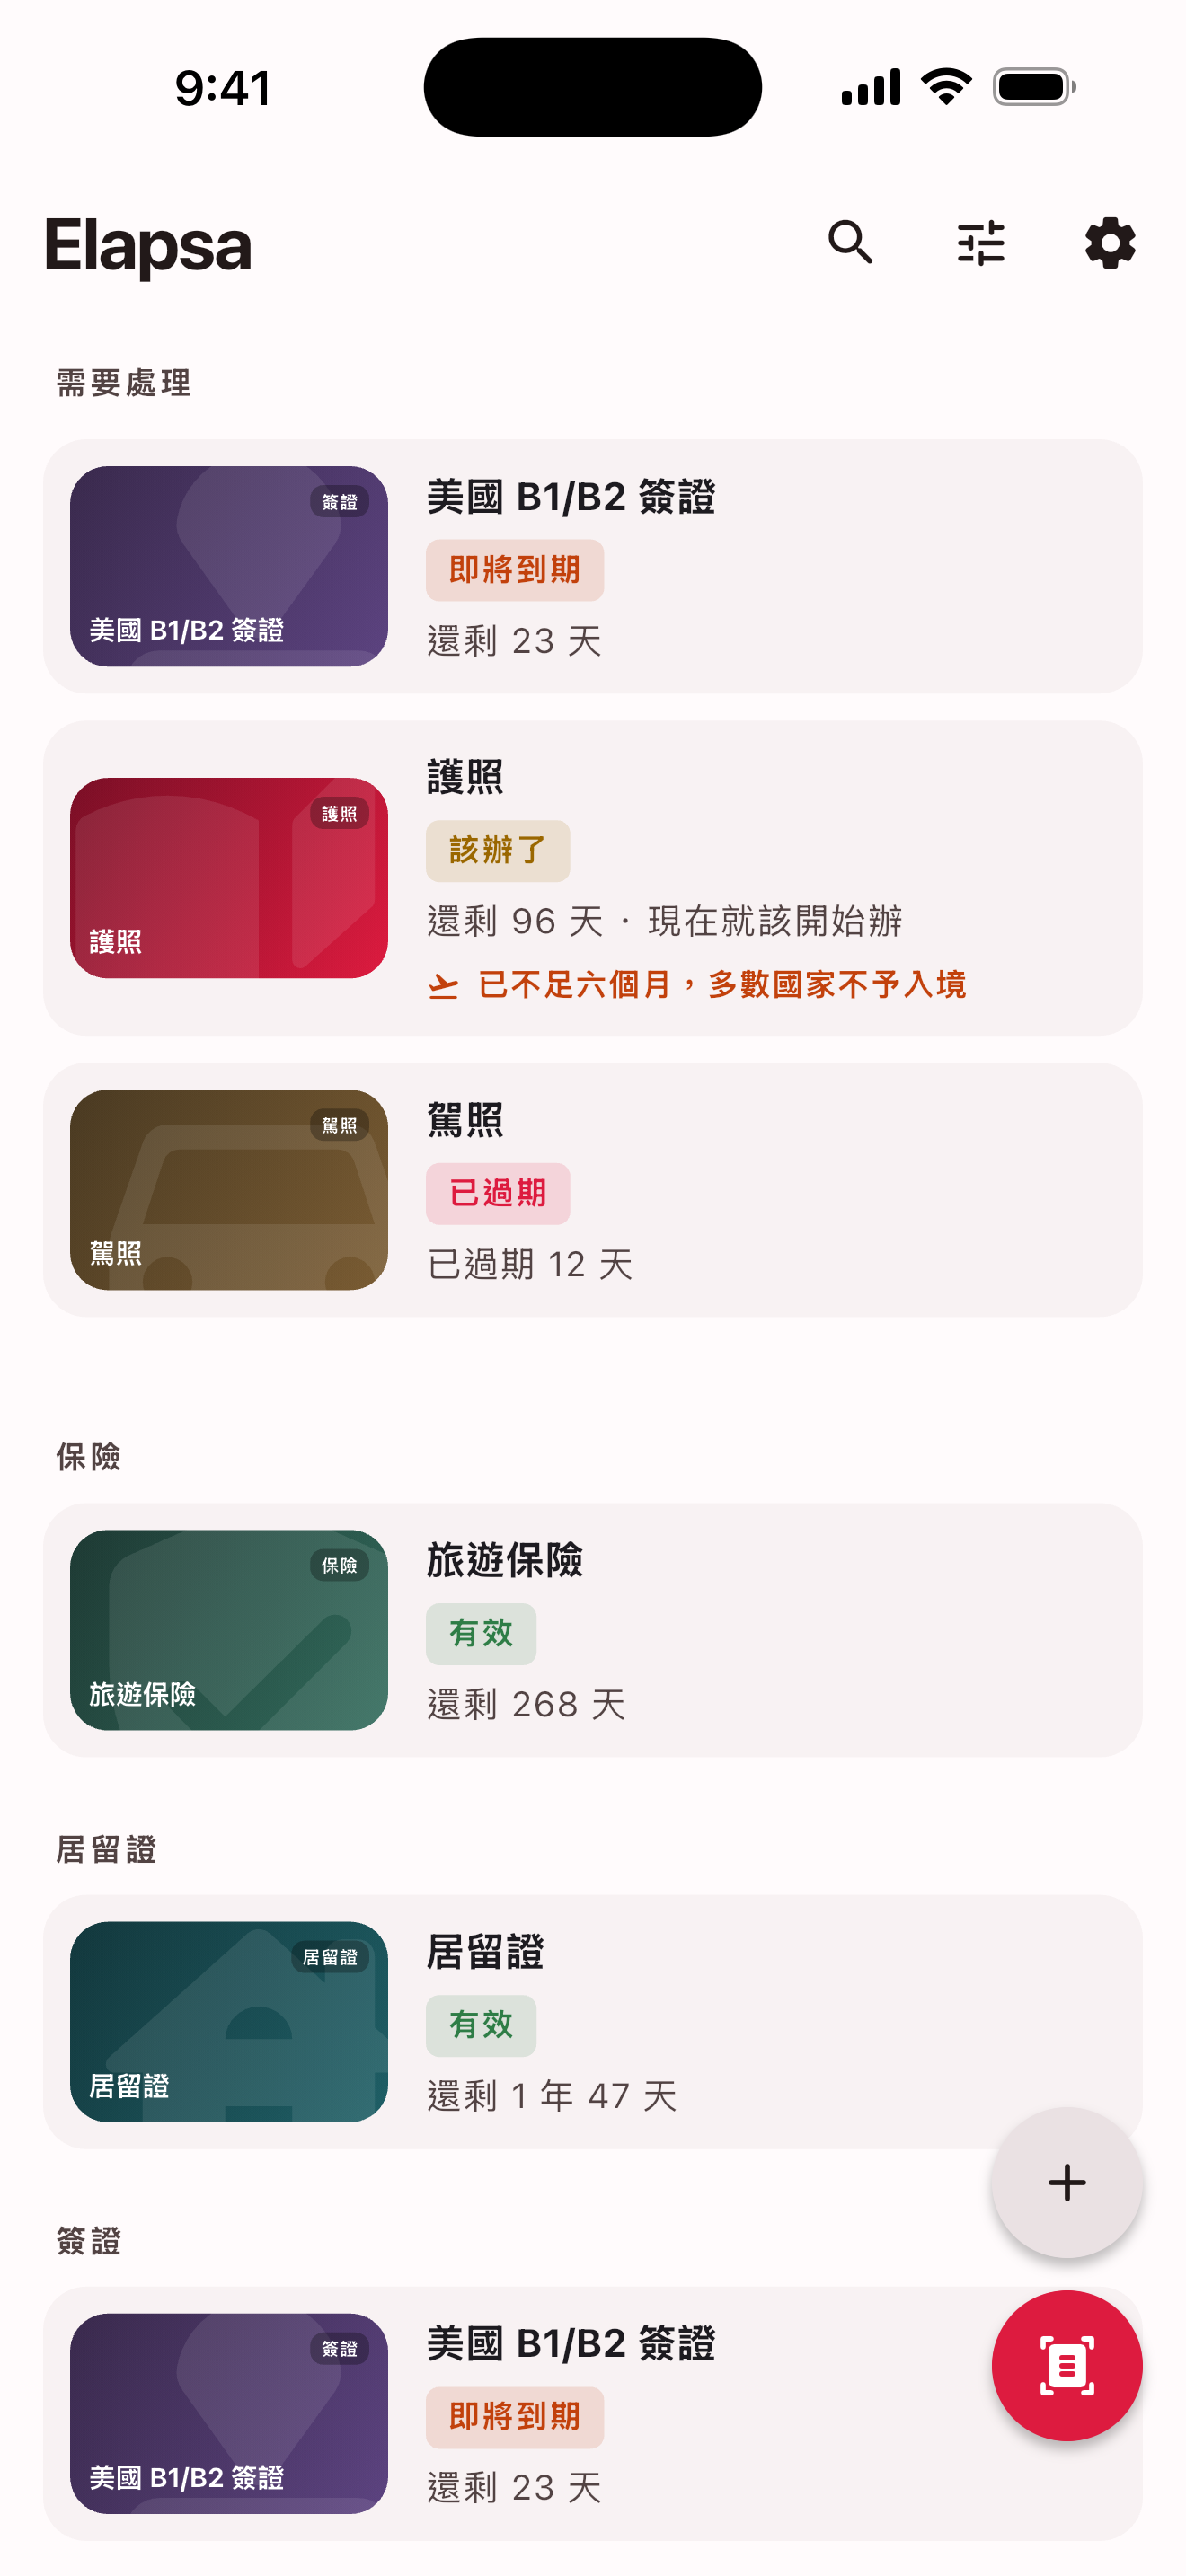 9:41
Elapsa
需要處理
簽證
美國 B1/B2 簽證
美國 B1/B2 簽證
即將到期
還剩 23 天
護照
護照
護照
該辦了
還剩 96 天 · 現在就該開始辦
已不足六個月，多數國家不予入境
駕照
駕照
駕照
已過期
已過期 12 天
保險
保險
旅遊保險
旅遊保險
有效
還剩 268 天
居留證
居留證
居留證
居留證
有效
還剩 1 年 47 天
簽證
簽證
美國 B1/B2 簽證
美國 B1/B2 簽證
即將到期
還剩 23 天